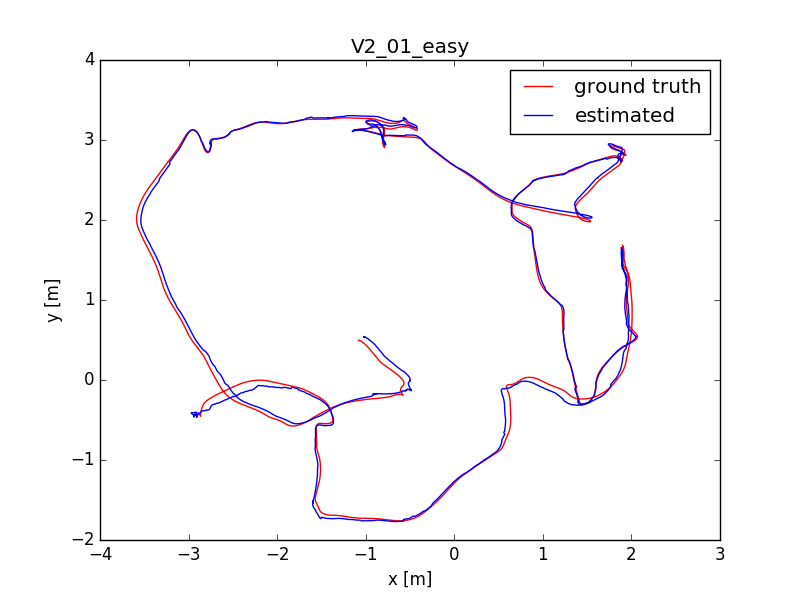 V2_01_easy
ground truth
estimated
4
3
2
1
0
−1
−2
y [m]
−4 −3 −2 −1 0 1 2 3
x [m]